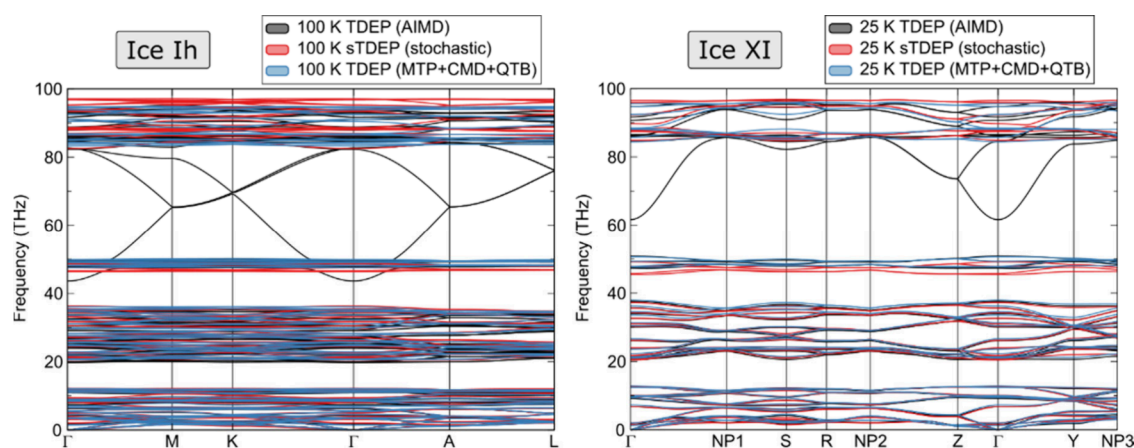 Ice Ih
100 K TDEP (AIMD)
100 K sTDEP (stochastic)
100 K TDEP (MTP+CMD+QTB)
Frequency (THz)
100
80
60
40
20
0
Γ M K Γ A L
Ice XI
25 K TDEP (AIMD)
25 K sTDEP (stochastic)
25 K TDEP (MTP+CMD+QTB)
Frequency (THz)
100
80
60
40
20
0
Γ NP1 S R NP2 Z Γ Y NP3